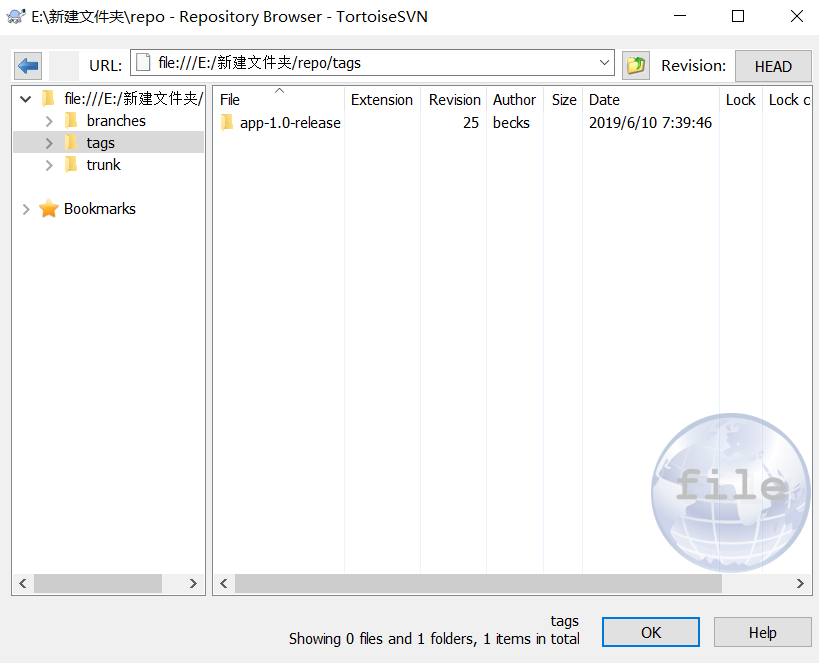 E:\新建文件夹\repo - Repository Browser - TortoiseSVN
URL: file:///E:/新建文件夹/repo/tags Revision: HEAD
file:///E:/新建文件夹/
branches
tags
trunk
Bookmarks
File Extension Revision Author Size Date Lock Lock c
app-1.0-release 25 becks 2019/6/10 7:39:46
file
tags
Showing 0 files and 1 folders, 1 items in total
OK Help